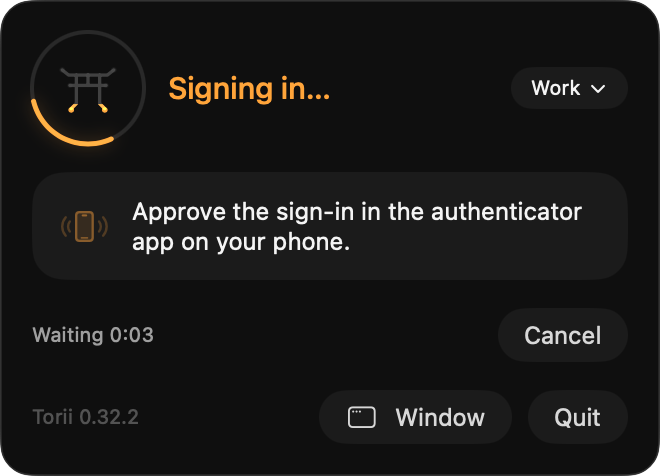 Signing in...
Work
Approve the sign-in in the authenticator
app on your phone.
Waiting 0:03
Cancel
Torii 0.32.2
Window
Quit